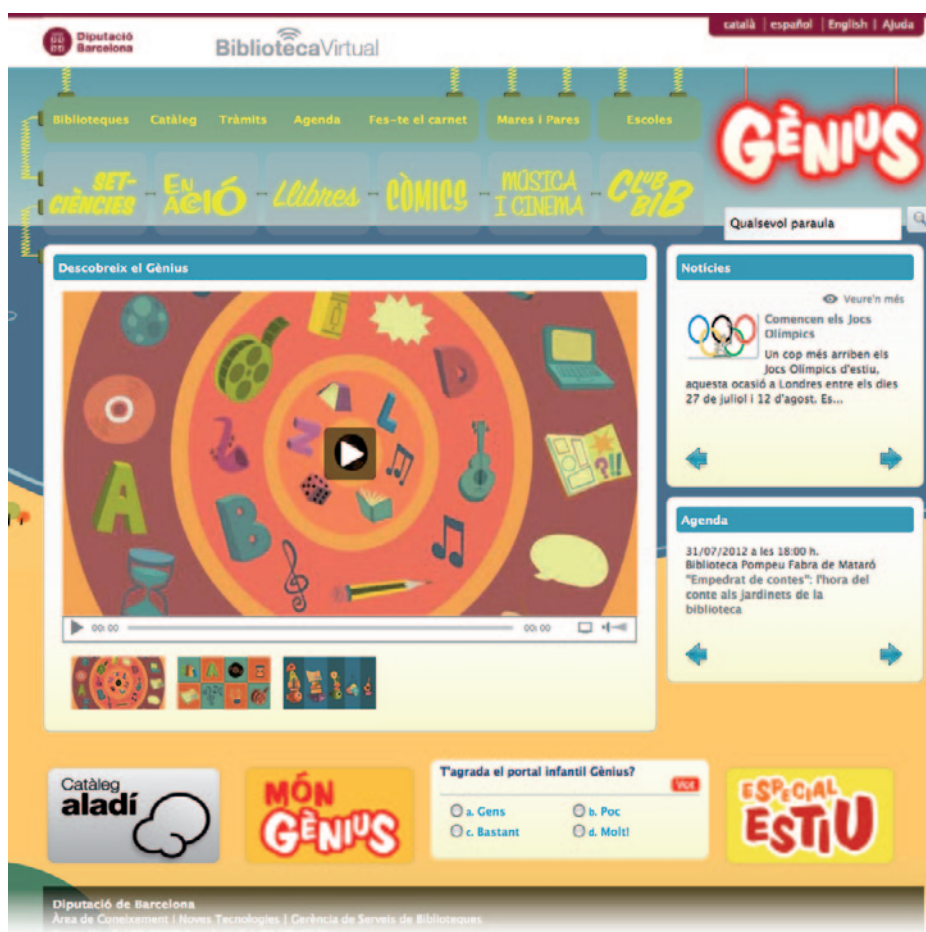 Diputació
Barcelona
BibliotecaVirtual
català | español | English | Ajuda
Biblioteques Catàleg Tràmits Agenda Fes-te el carnet Mares i Pares Escoles
GÈNIUS
SET-
CIÈNCIES
EN
ACCIÓ
Llibres
CÒMICS
MÚSICA
I CINEMA
CLUB
BIB
Qualsevol paraula
Descobreix el Gènius
A
B
Z
L
D
?!!
00:00 00:00
Notícies
Veure'n més
Comencen els Jocs
Olímpics
Un cop més arriben els
Jocs Olímpics d'estiu,
aquesta ocasió a Londres entre els dies
27 de juliol i 12 d'agost. Es...
Agenda
31/07/2012 a les 18:00 h.
Biblioteca Pompeu Fabra de Mataró
"Empedrat de contes": l'hora del
conte als jardinets de la
biblioteca
Catàleg
aladí
MÓN
GÈNIUS
T'agrada el portal infantil Gènius?
Vot
a. Gens
b. Poc
c. Bastant
d. Molt!
ESPECIAL
ESTIU
Diputació de Barcelona
Àrea de Coneixement i Noves Tecnologies | Gerència de Serveis de Biblioteques